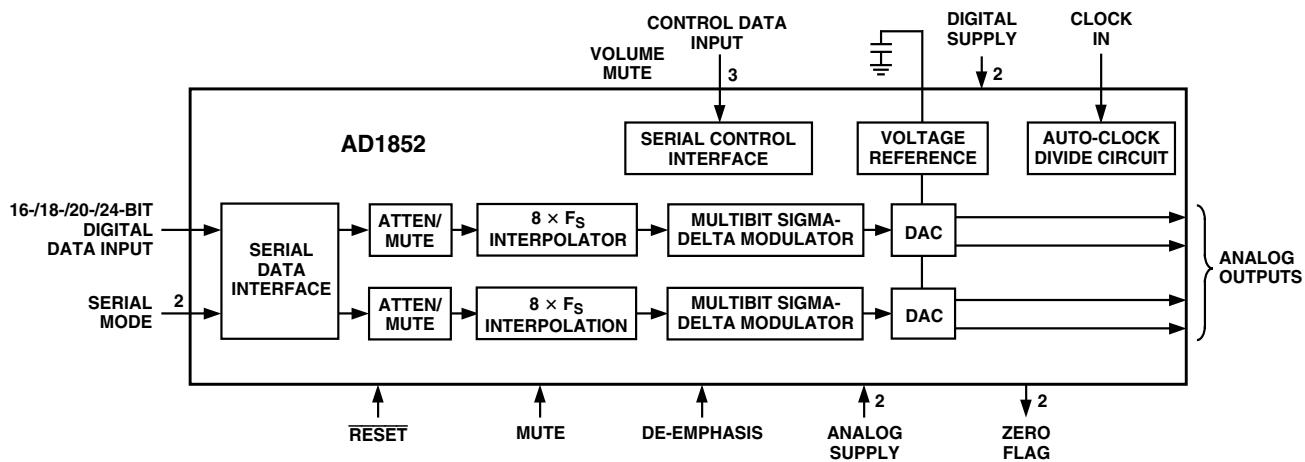 CONTROL DATA
INPUT
DIGITAL
SUPPLY
CLOCK
IN
VOLUME
MUTE
3
2
AD1852
SERIAL CONTROL
INTERFACE
VOLTAGE
REFERENCE
AUTO-CLOCK
DIVIDE CIRCUIT
16-/18-/20-/24-BIT
DIGITAL
DATA INPUT
SERIAL
DATA
INTERFACE
ATTEN/
MUTE
8 × FS
INTERPOLATOR
MULTIBIT SIGMA-
DELTA MODULATOR
DAC
ANALOG
OUTPUTS
SERIAL
MODE
2
ATTEN/
MUTE
8 × FS
INTERPOLATION
MULTIBIT SIGMA-
DELTA MODULATOR
DAC
RESET
MUTE
DE-EMPHASIS
2
ANALOG
SUPPLY
2
ZERO
FLAG